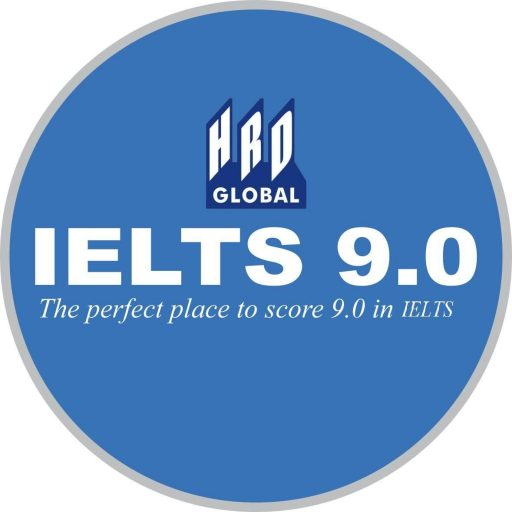 HRD
GLOBAL
IELTS 9.0
The perfect place to score 9.0 in IELTS